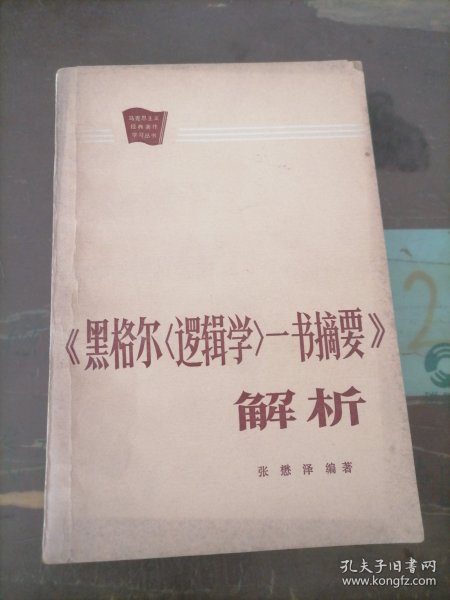 马克思主义
经典著作
学习丛书
《黑格尔〈逻辑学〉一书摘要》
解析
张懋泽 编著
2
孔夫子旧书网
www.kongfz.com